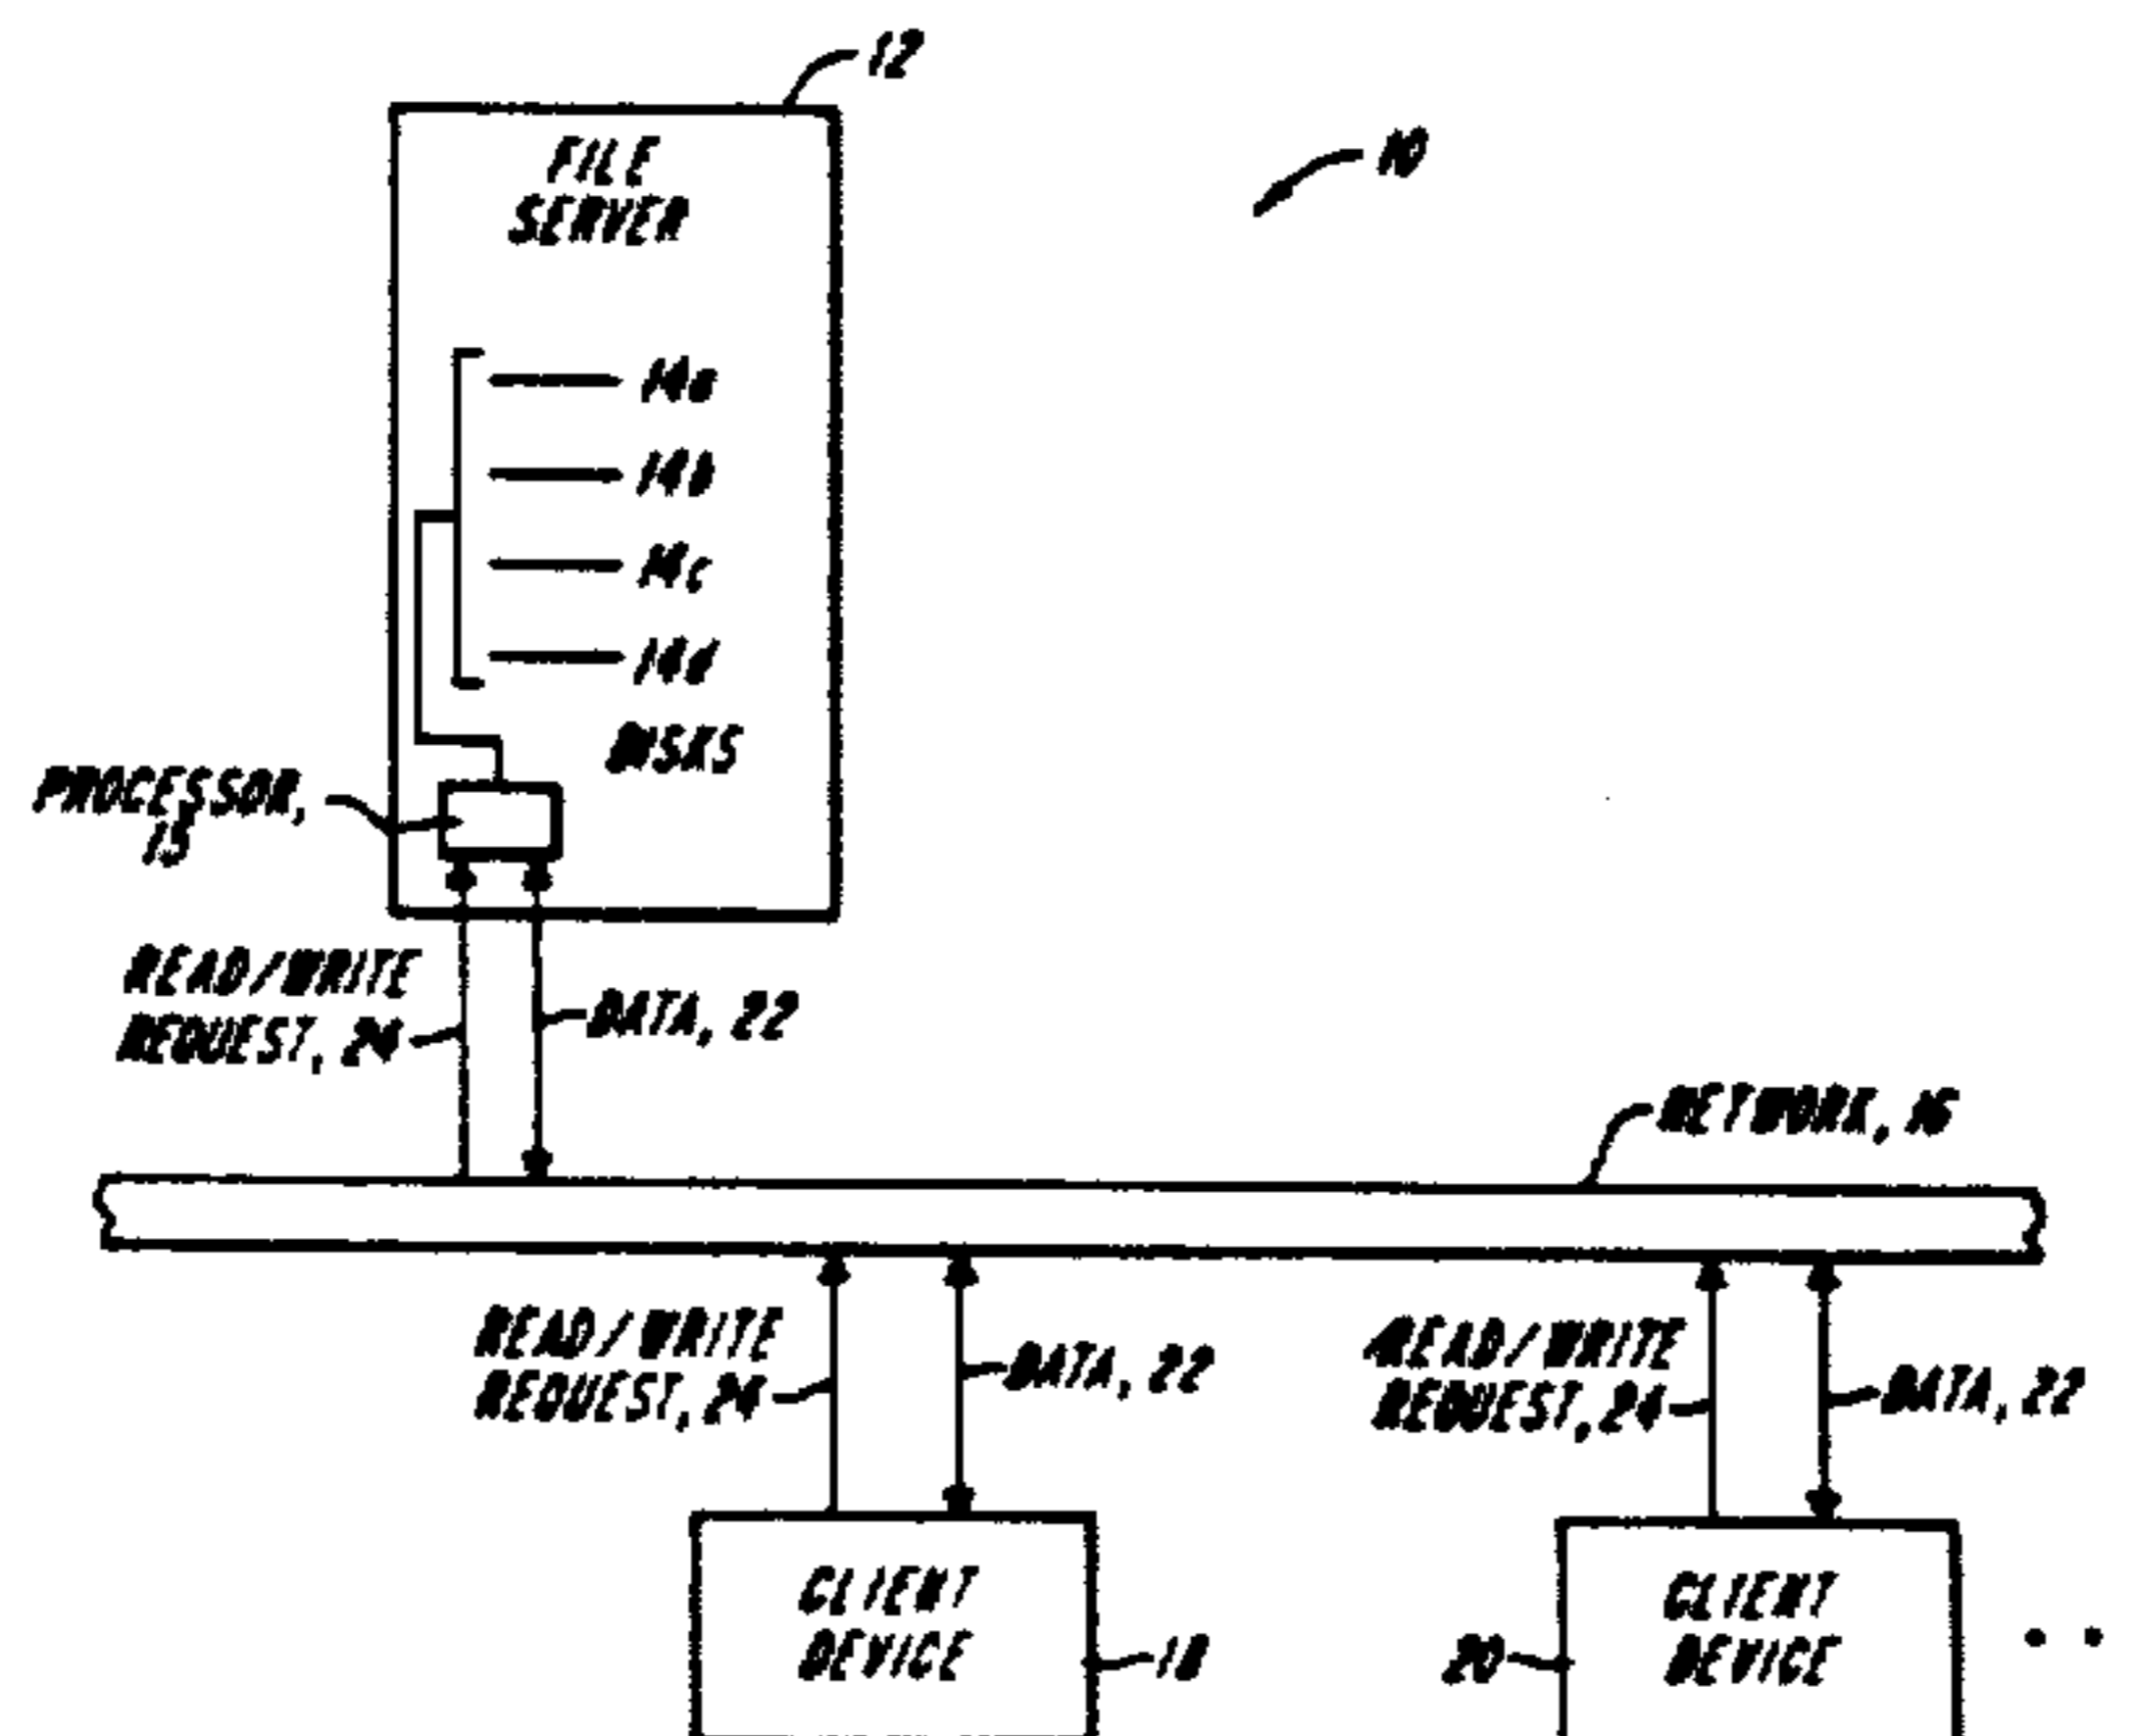 12
10
FILE
SERVER
14a
14b
14c
14d
DISKS
PROCESSOR,
13
READ/WRITE
REQUEST, 24
DATA, 22
NETWORK, 16
READ/WRITE
REQUEST, 24
DATA, 22
READ/WRITE
REQUEST, 24
DATA, 22
CLIENT
DEVICE
18
20
CLIENT
DEVICE